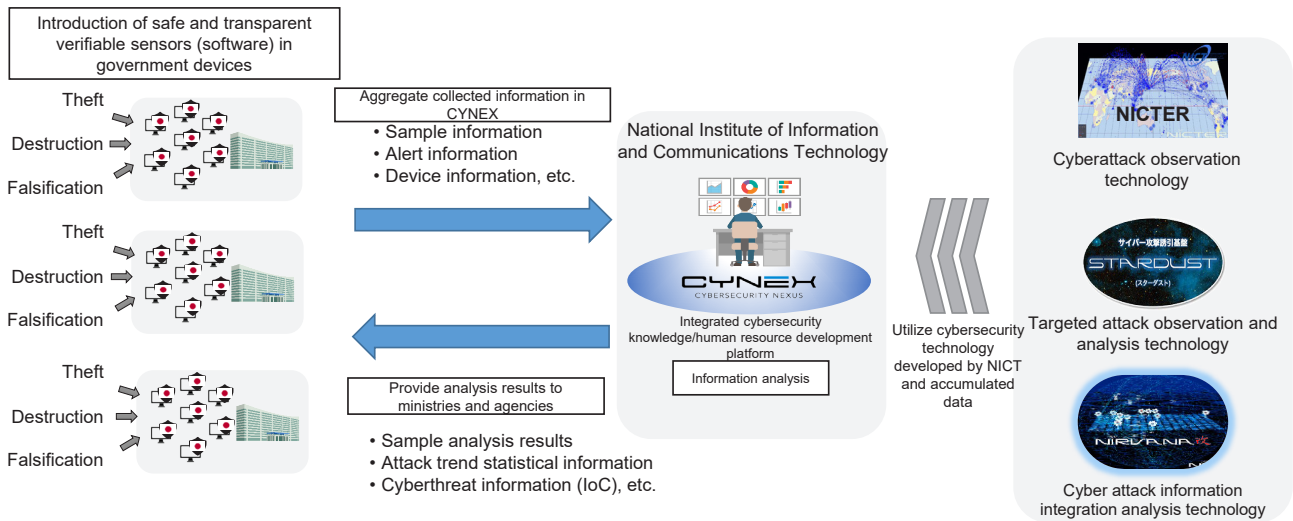 Introduction of safe and transparent
verifiable sensors (software) in
government devices
Theft
Destruction
Falsification
Theft
Destruction
Falsification
Theft
Destruction
Falsification
Aggregate collected information in
CYNEX
• Sample information
• Alert information
• Device information, etc.
Provide analysis results to
ministries and agencies
• Sample analysis results
• Attack trend statistical information
• Cyberthreat information (IoC), etc.
National Institute of Information
and Communications Technology
CYNEX
CYBERSECURITY NEXUS
Integrated cybersecurity
knowledge/human resource development
platform
Information analysis
Utilize cybersecurity
technology
developed by NICT
and accumulated
data
NICT
NICTER
NICTE
Cyberattack observation
technology
サイバー攻撃誘引基盤
STARDUST
(スターダスト)
Targeted attack observation and
analysis technology
NIRVANA改
Cyber attack information
integration analysis technology